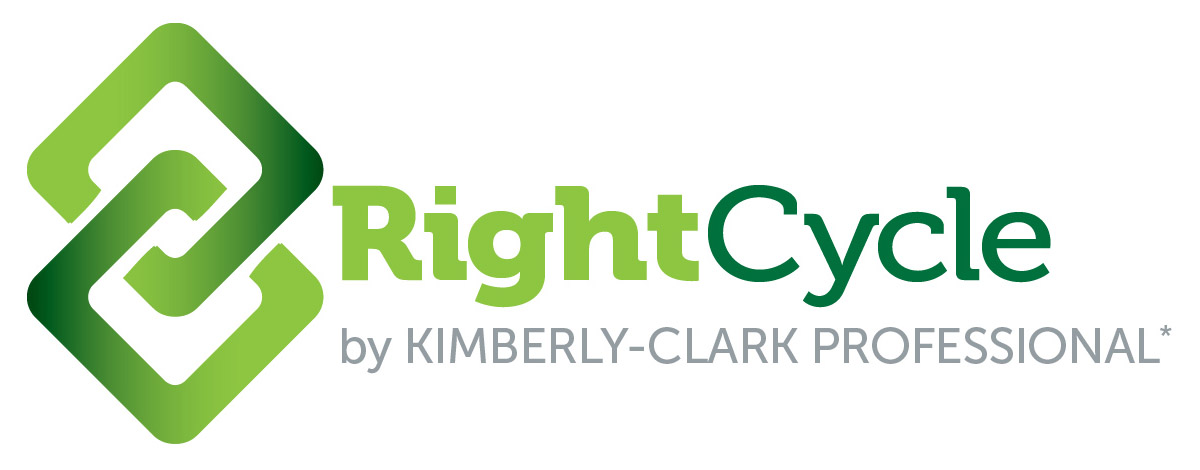 RightCycle
by KIMBERLY-CLARK PROFESSIONAL*